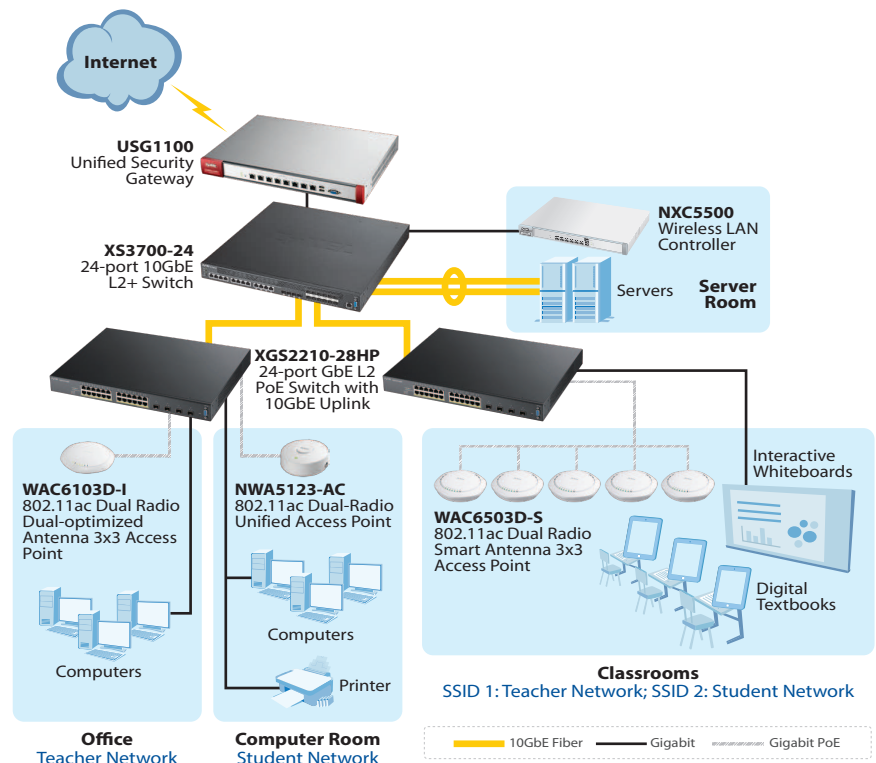 Internet
USG1100
Unified Security
Gateway
NXC5500
Wireless LAN
Controller
XS3700-24
24-port 10GbE
L2+ Switch
Servers
Server
Room
XGS2210-28HP
24-port GbE L2
PoE Switch with
10GbE Uplink
WAC6103D-I
802.11ac Dual Radio
Dual-optimized
Antenna 3x3 Access
Point
Computers
NWA5123-AC
802.11ac Dual-Radio
Unified Access Point
Computers
Printer
WAC6503D-S
802.11ac Dual Radio
Smart Antenna 3x3
Access Point
Interactive
Whiteboards
Digital
Textbooks
Classrooms
SSID 1: Teacher Network; SSID 2: Student Network
Office
Teacher Network
Computer Room
Student Network
10GbE Fiber
Gigabit
Gigabit PoE